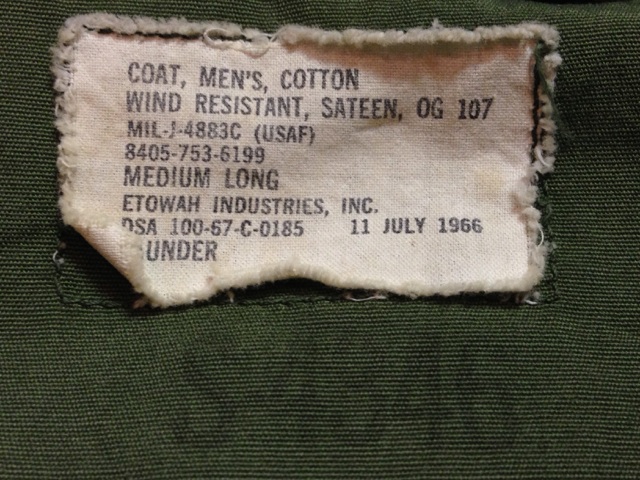 COAT, MEN'S, COTTON
WIND RESISTANT, SATEEN, OG 107
MIL-J-4883C (USAF)
8405-753-6199
MEDIUM LONG
ETOWAH INDUSTRIES, INC.
DSA 100-67-C-0185 11 JULY 1966
UNDER